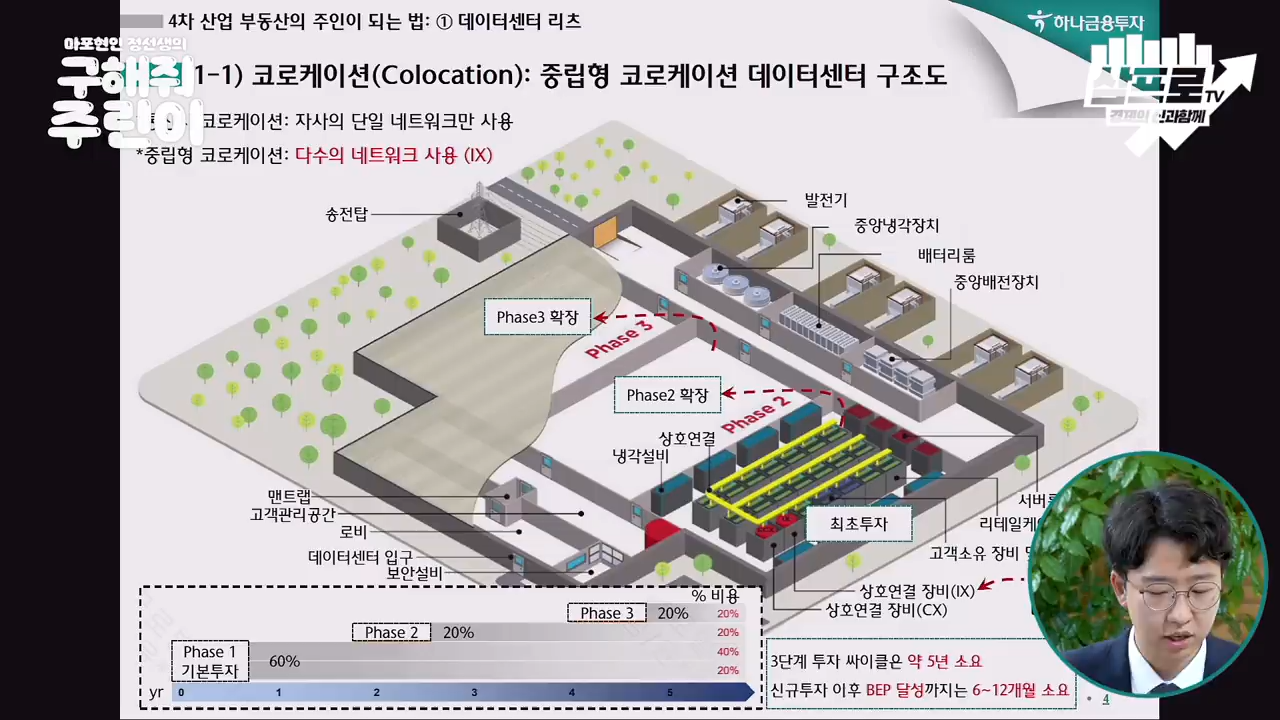 4차 산업 부동산의 주인이 되는 법: ① 데이터센터 리츠
하나금융투자
마포현인 정선생의
구해줘
주린이
삼프로TV
경제의 신과함께
1-1) 코로케이션(Colocation): 중립형 코로케이션 데이터센터 구조도
코로케이션: 자사의 단일 네트워크만 사용
*중립형 코로케이션: 다수의 네트워크 사용 (IX)
송전탑
발전기
중앙냉각장치
배터리룸
중앙배전장치
Phase3 확장
Phase 3
Phase2 확장
Phase 2
상호연결
냉각설비
맨트랩
고객관리공간
로비
데이터센터 입구
보안설비
최초투자
고객소유 장비
상호연결 장비(IX)
상호연결 장비(CX)
% 비용
Phase 3 20% 20%
Phase 2 20% 20%
Phase 1
기본투자
60%
40%
20%
yr 0 1 2 3 4 5
3단계 투자 싸이클은 약 5년 소요
신규투자 이후 BEP 달성까지는 6~12개월 소요
4